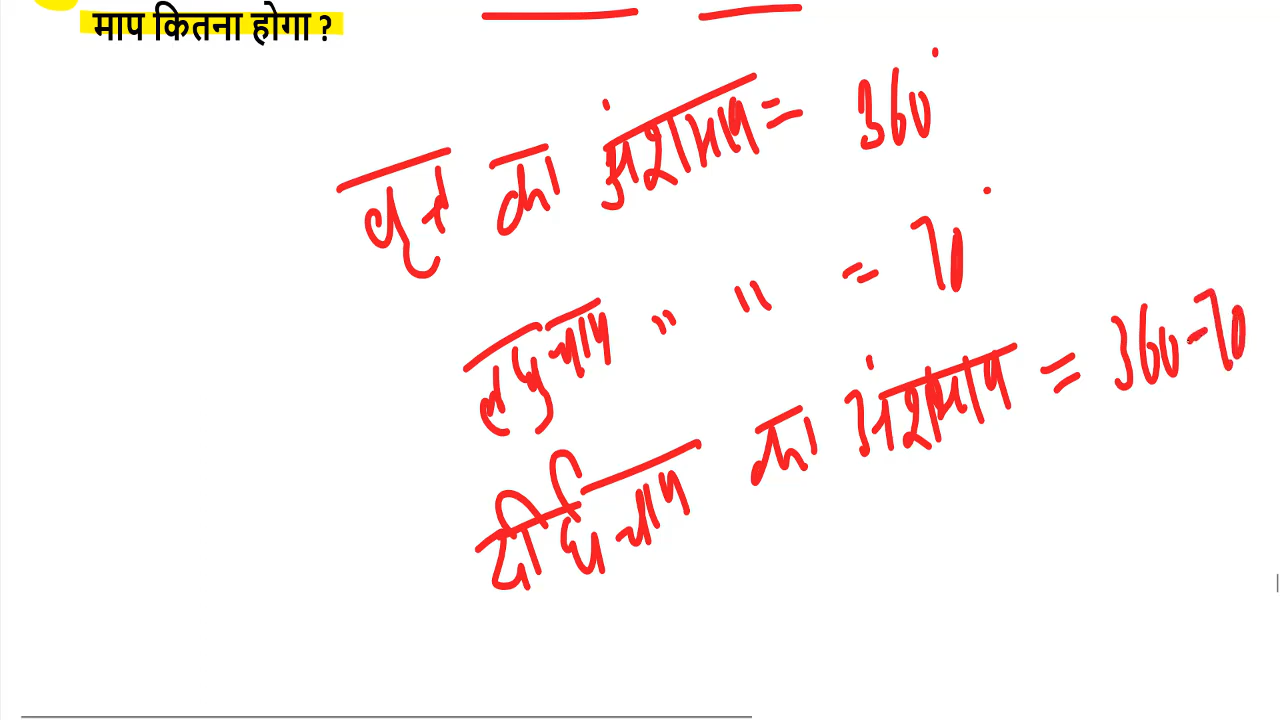 माप कितना होगा ?
वृत्त का अंशमाप = 360°
लघुचाप " " = 70°
दीर्घचाप का अंशमाप = 360-70